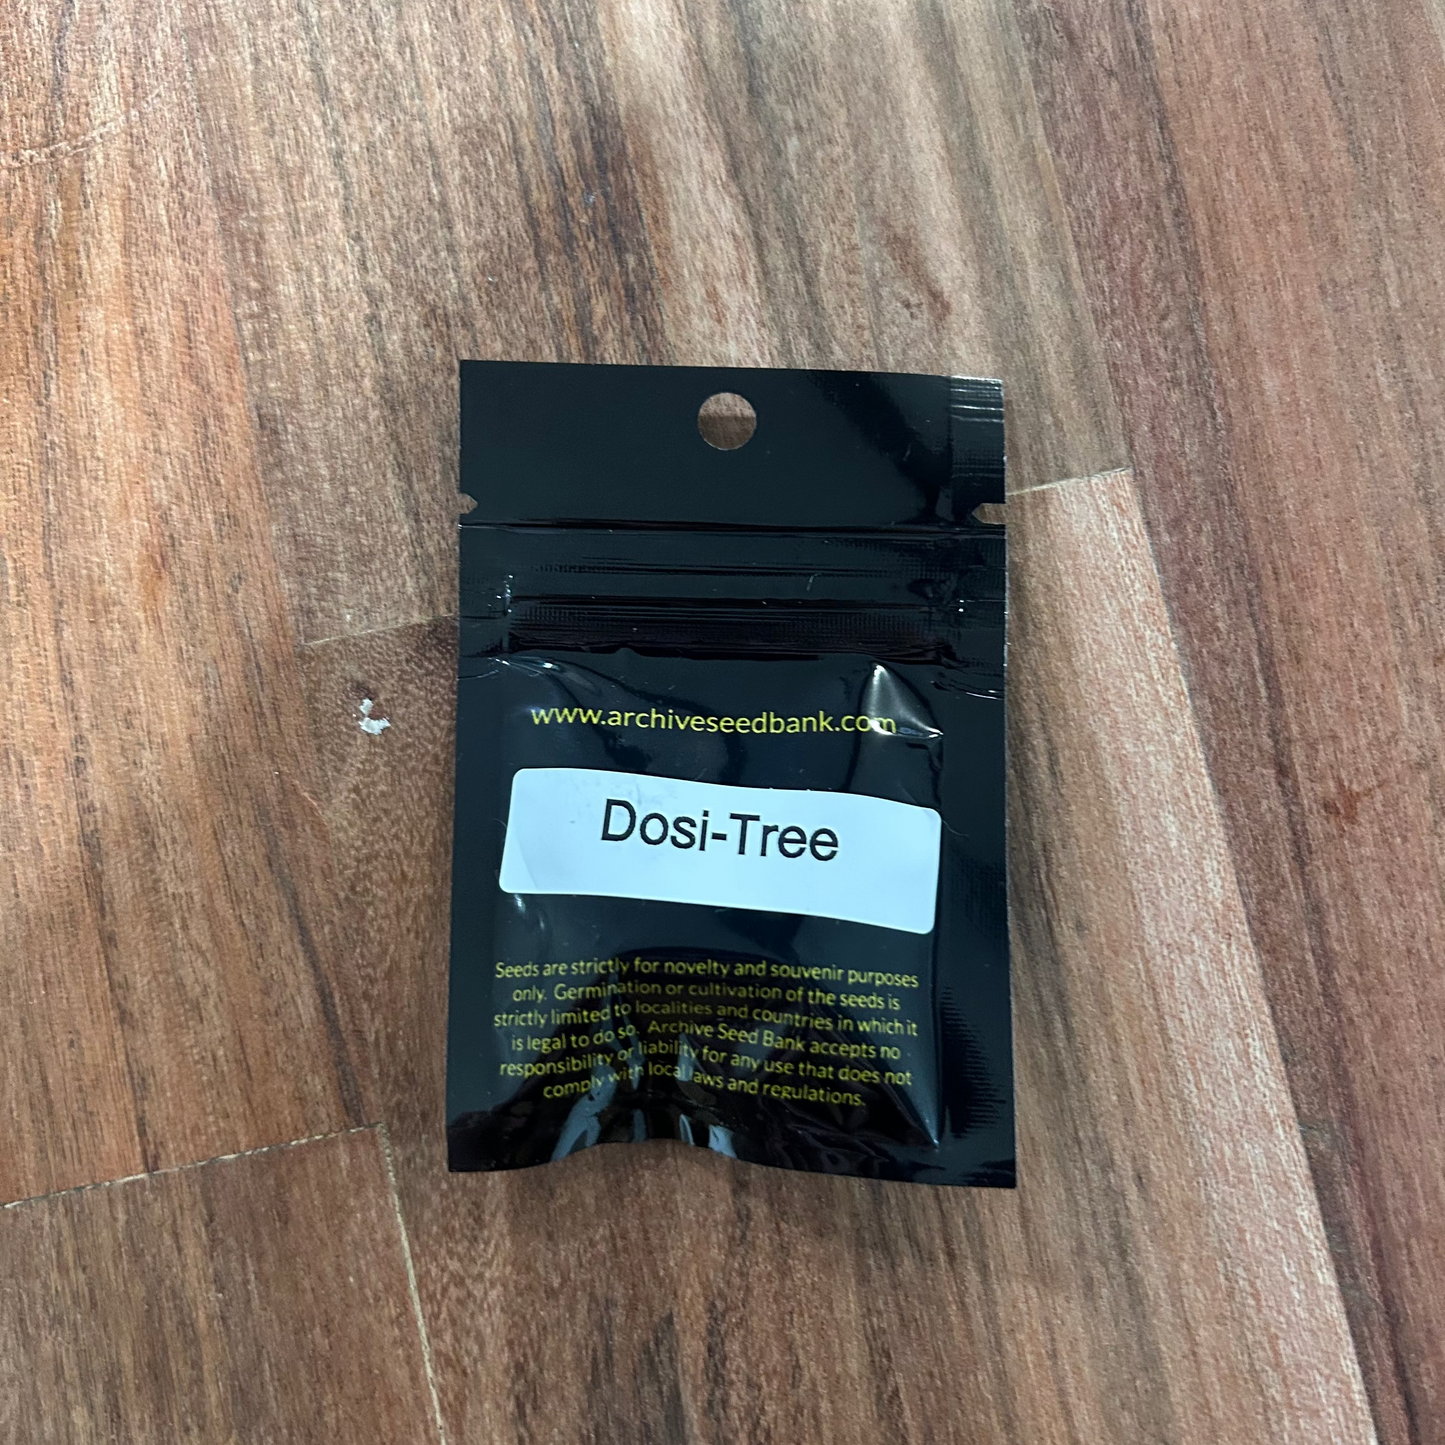 www.archiveseedbank.com
Dosi-Tree
Seeds are strictly for novelty and souvenir purposes
only. Germination or cultivation of the seeds is
strictly limited to localities and countries in which it
is legal to do so. Archive Seed Bank accepts no
responsibility or liability for any use that does not
comply with local laws and regulations.